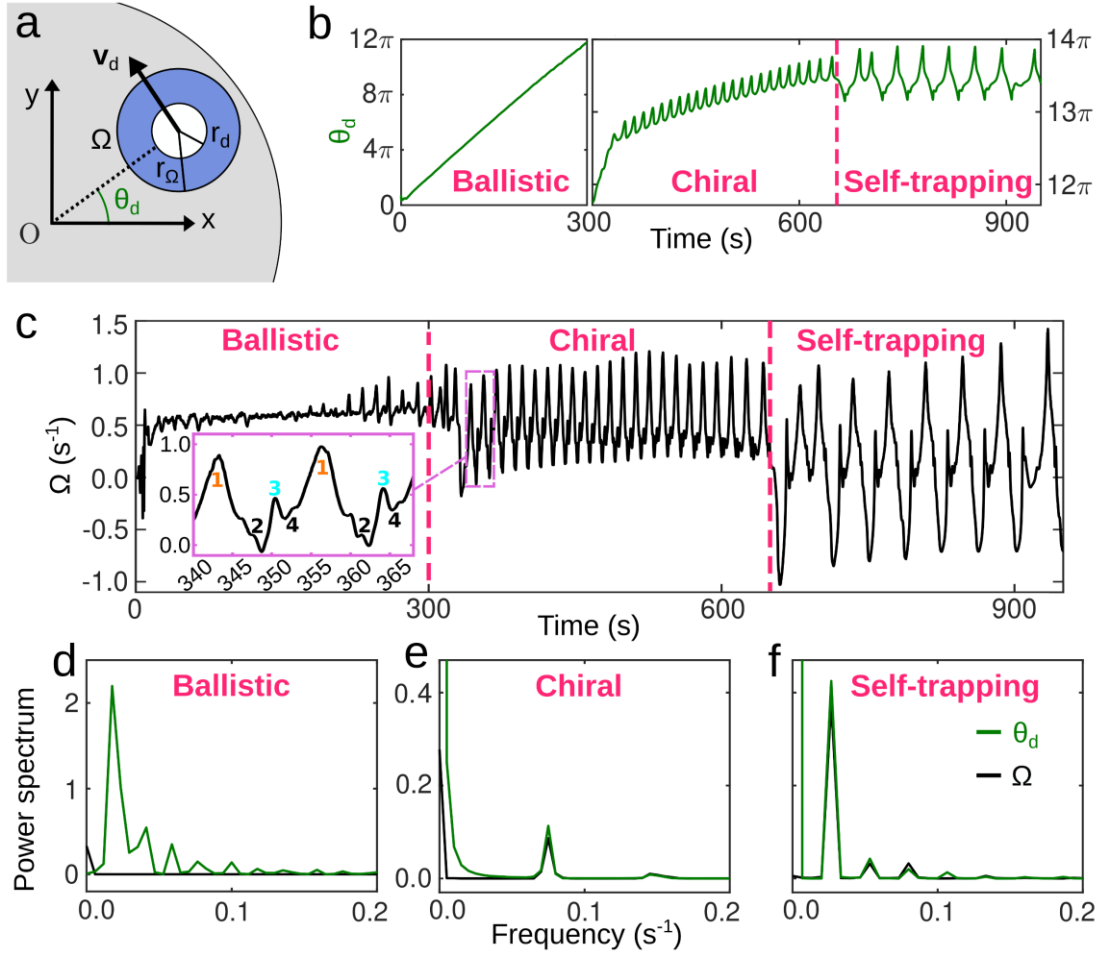 a
v_d
y
Ω
r_d
r_Ω
θ_d
O
x
b
12π
8π
4π
0
θ_d
14π
13π
12π
Ballistic
Chiral
Self-trapping
0
300
600
900
Time (s)
c
1.5
1.0
0.5
0.0
-0.5
-1.0
Ω (s⁻¹)
Ballistic
Chiral
Self-trapping
1.0
0.5
0.0
1
2
3
4
1
2
3
4
340
345
350
355
360
365
0
300
600
900
Time (s)
d
Ballistic
2
1
0
Power spectrum
0.0
0.1
0.2
e
Chiral
0.4
0.2
0.0
0.0
0.1
0.2
f
Self-trapping
θ_d
Ω
0.0
0.1
0.2
Frequency (s⁻¹)